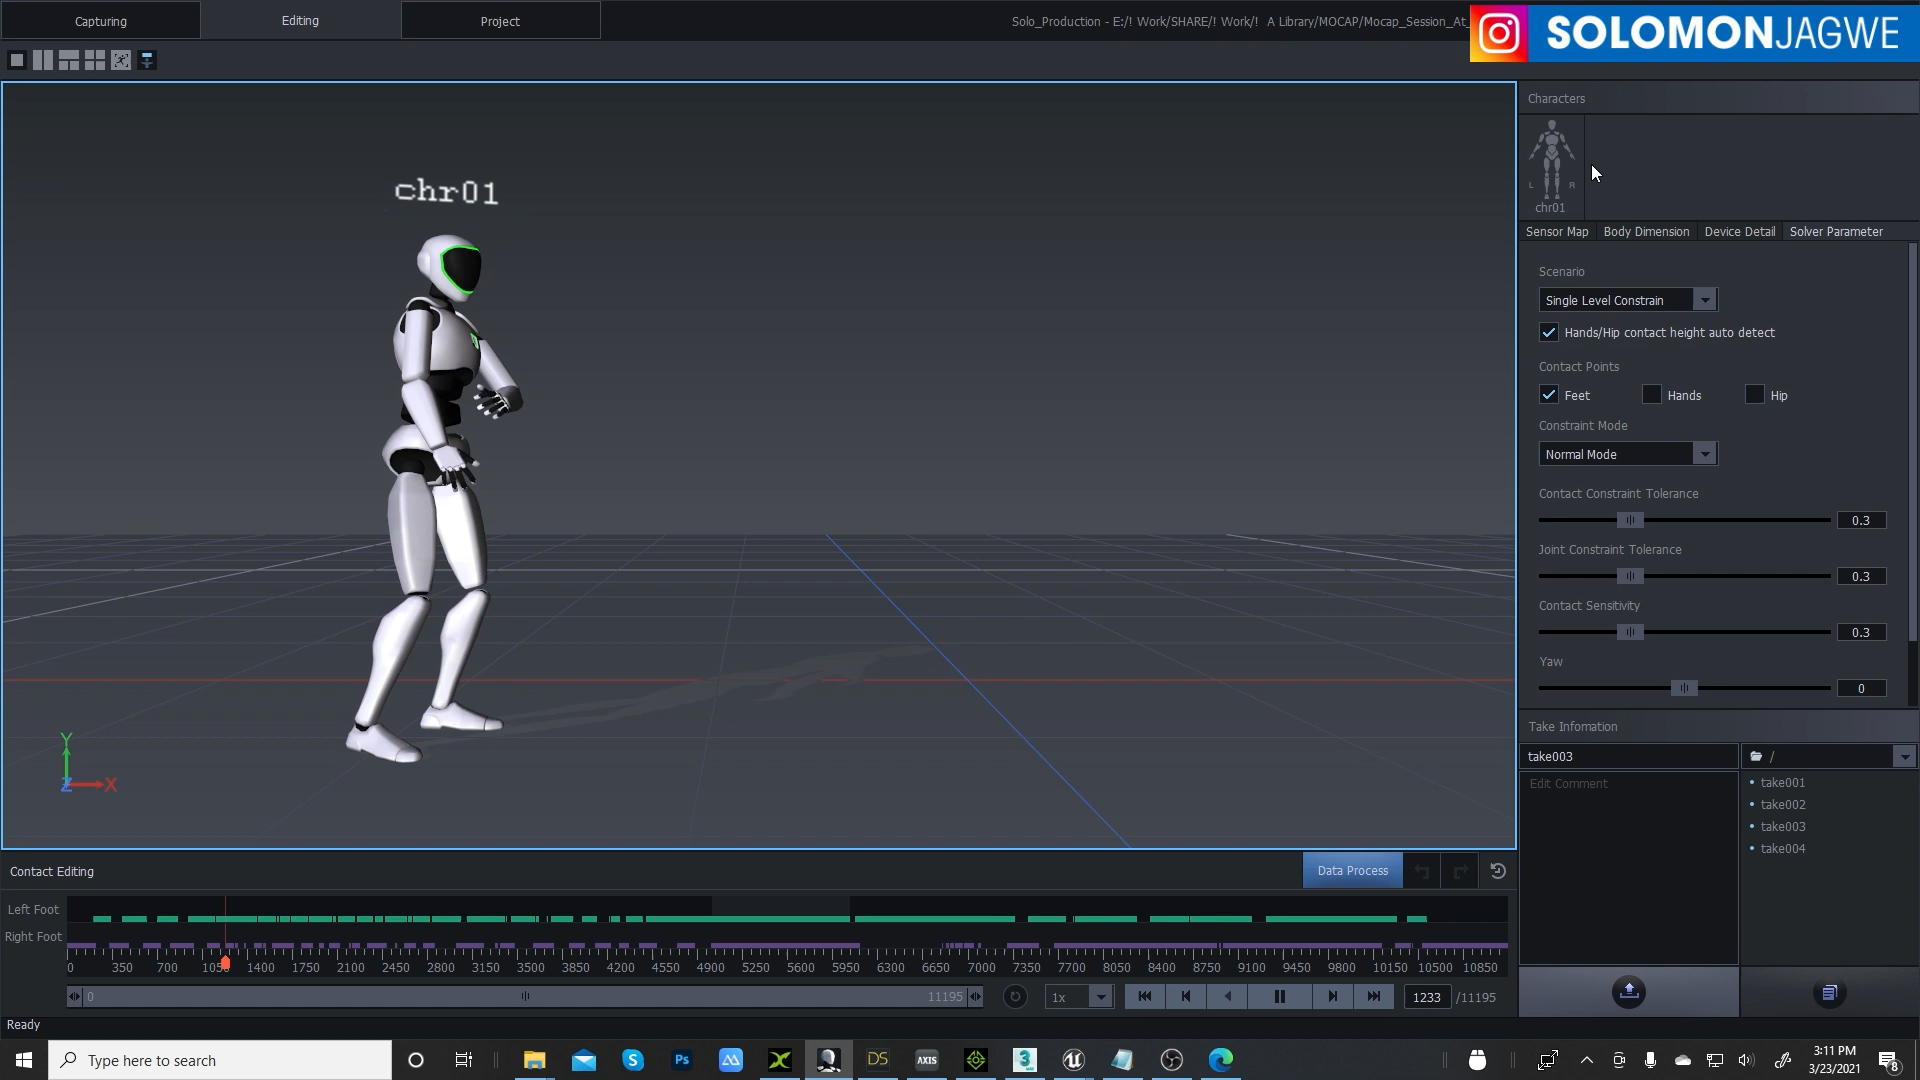 Capturing
Editing
Project
Solo_Production - E:/! Work/SHARE/! Work/!  A Library/MOCAP/Mocap_Session_At_
SOLOMONJAGWE
chr01
Characters
L R
chr01
Sensor Map
Body Dimension
Device Detail
Solver Parameter
Scenario
Single Level Constrain
Hands/Hip contact height auto detect
Contact Points
Feet
Hands
Hip
Constraint Mode
Normal Mode
Contact Constraint Tolerance
0.3
Joint Constraint Tolerance
0.3
Contact Sensitivity
0.3
Yaw
0
Take Infomation
take003
/
Edit Comment
take001
take002
take003
take004
Y
Z X
Contact Editing
Data Process
Left Foot
Right Foot
0 350 700 1050 1400 1750 2100 2450 2800 3150 3500 3850 4200 4550 4900 5250 5600 5950 6300 6650 7000 7350 7700 8050 8400 8750 9100 9450 9800 10150 10500 10850
0
11195
1x
1233 /11195
Ready
Type here to search
Ps
DS
AXIS
3
3:11 PM
3/23/2021
8